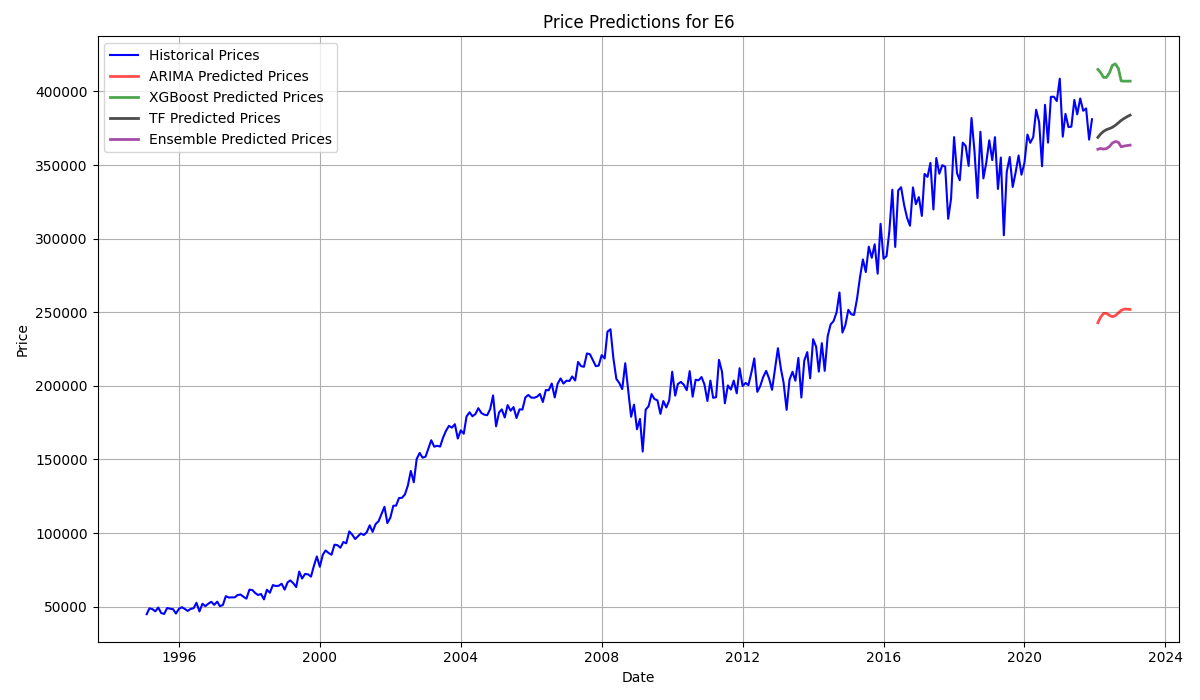 Price Predictions for E6
Historical Prices
ARIMA Predicted Prices
XGBoost Predicted Prices
TF Predicted Prices
Ensemble Predicted Prices
Price
400000
350000
300000
250000
200000
150000
100000
50000
1996 2000 2004 2008 2012 2016 2020 2024
Date